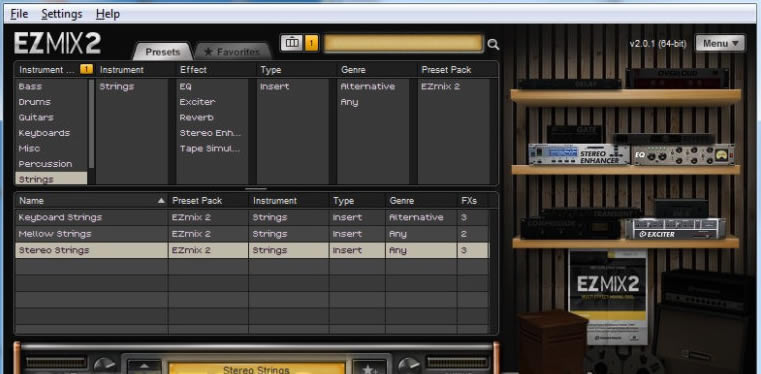 File Settings Help
EZMIX2
Presets
★ Favorites
1
v2.0.1 (64-bit)
Menu ▼
Instrument ... 1 Instrument Effect Type Genre Preset Pack
Bass Strings EQ Insert Alternative EZmix 2
Drums Exciter Any
Guitars Reverb
Keyboards Stereo Enh...
Misc Tape Simul...
Percussion
Strings
Name ▲ Preset Pack Instrument Type Genre FXs
Keyboard Strings EZmix 2 Strings Insert Alternative 3
Mellow Strings EZmix 2 Strings Insert Any 2
Stereo Strings EZmix 2 Strings Insert Any 3
Stereo Strings
DELAY
OVERLOUD
GATE
STEREO ENHANCER
EQ
TRANSIENT
EXCITER
EZMIX2